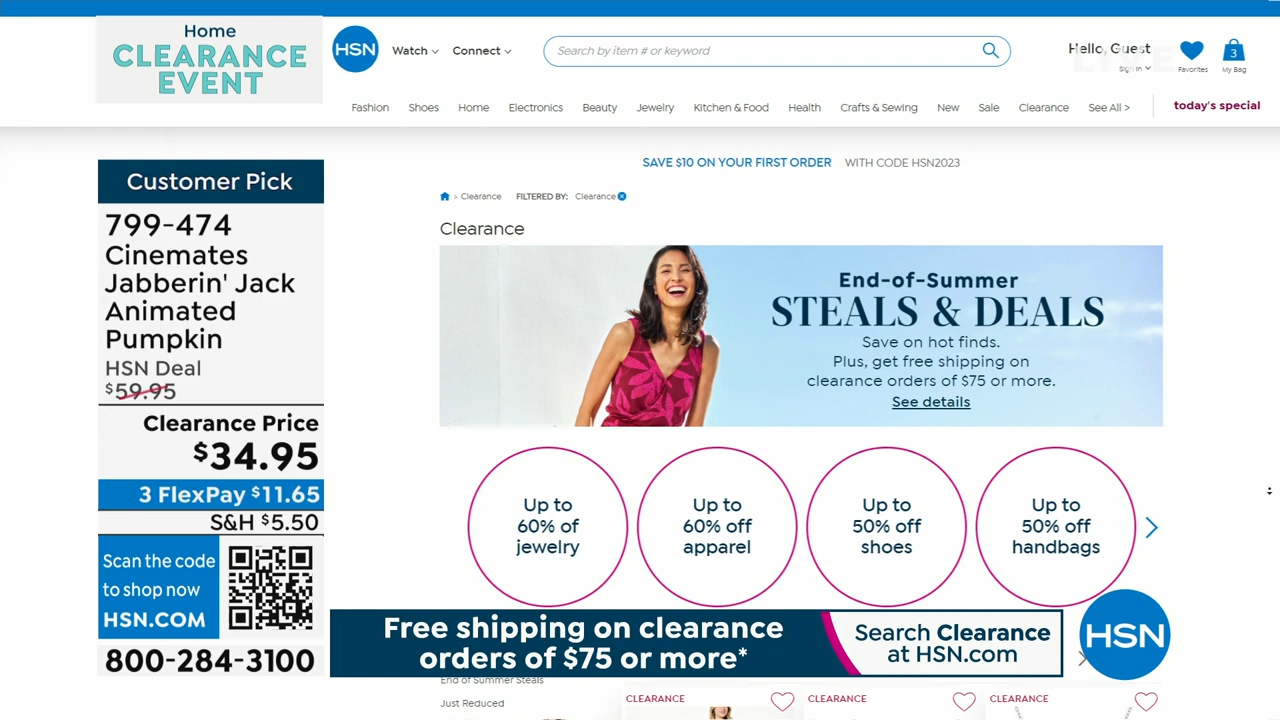 Home
CLEARANCE
EVENT
HSN
Watch
Connect
Search by item # or keyword
Hello, Guest
Sign in
Favorites
3
My Bag
Fashion
Shoes
Home
Electronics
Beauty
Jewelry
Kitchen & Food
Health
Crafts & Sewing
New
Sale
Clearance
See All >
today's special
Customer Pick
799-474
Cinemates
Jabberin' Jack
Animated
Pumpkin
HSN Deal
$59.95
Clearance Price
$34.95
3 FlexPay $11.65
S&H $5.50
Scan the code
to shop now
HSN.COM
800-284-3100
SAVE $10 ON YOUR FIRST ORDER WITH CODE HSN2023
> Clearance FILTERED BY: Clearance
Clearance
End-of-Summer
STEALS & DEALS
Save on hot finds.
Plus, get free shipping on
clearance orders of $75 or more.
See details
Up to
60% of
jewelry
Up to
60% off
apparel
Up to
50% off
shoes
Up to
50% off
handbags
Free shipping on clearance
orders of $75 or more*
Search Clearance
at HSN.com
HSN
End of Summer Steals
Just Reduced
CLEARANCE
CLEARANCE
CLEARANCE